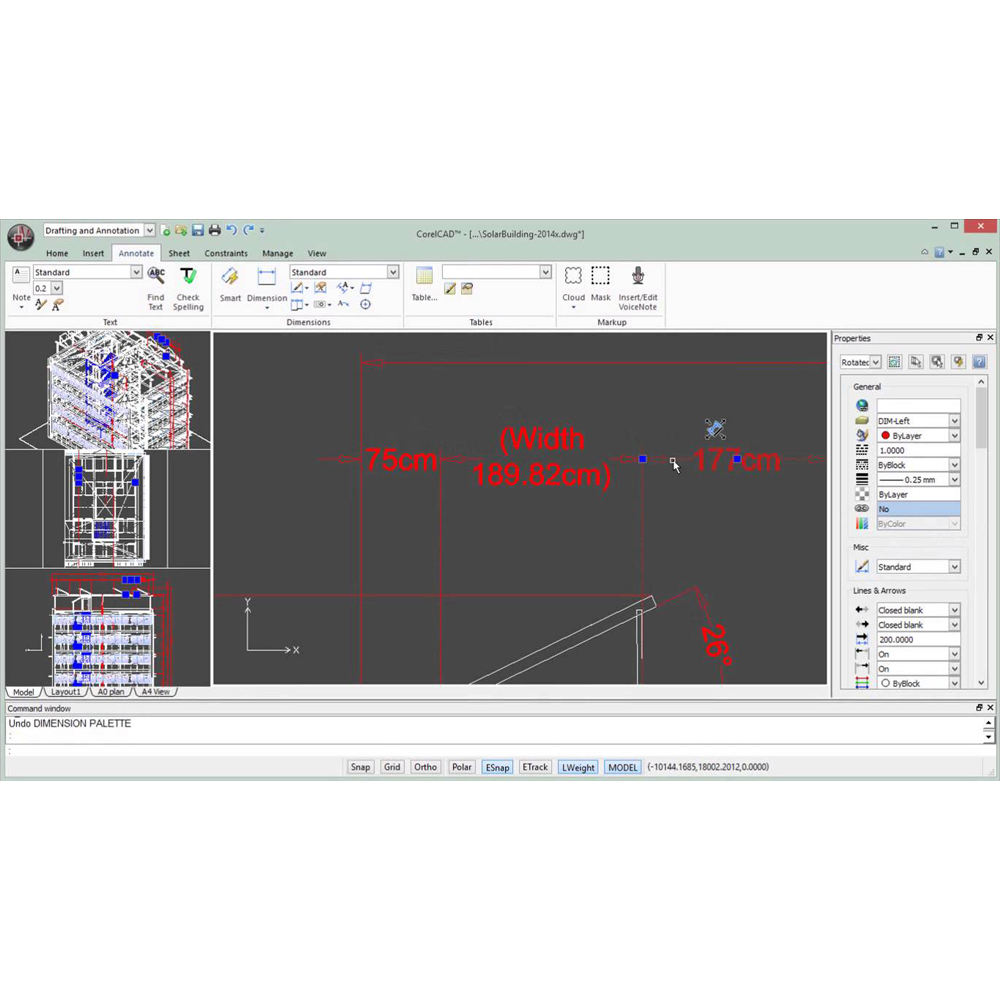 Drafting and Annotation
CorelCAD™ - [...\SolarBuilding-2014x.dwg*]
Home Insert Annotate Sheet Constraints Manage View
Standard
0.2
Note
Find Text
Check Spelling
Text
Smart
Dimension
Standard
Dimensions
Table...
Tables
Cloud
Mask
Insert/Edit VoiceNote
Markup
(Width
189.82cm)
75cm
177cm
26°
Y
X
Properties
Rotated
General
DIM-Left
ByLayer
1.0000
ByBlock
0.25 mm
ByLayer
No
ByColor
Misc
Standard
Lines & Arrows
Closed blank
Closed blank
200.0000
On
On
ByBlock
Model Layout1 A0 plan A4 View
Command window
Undo DIMENSION PALETTE
:
:
Snap Grid Ortho Polar ESnap ETrack LWeight MODEL (-10144.1685,18002.2012,0.0000)